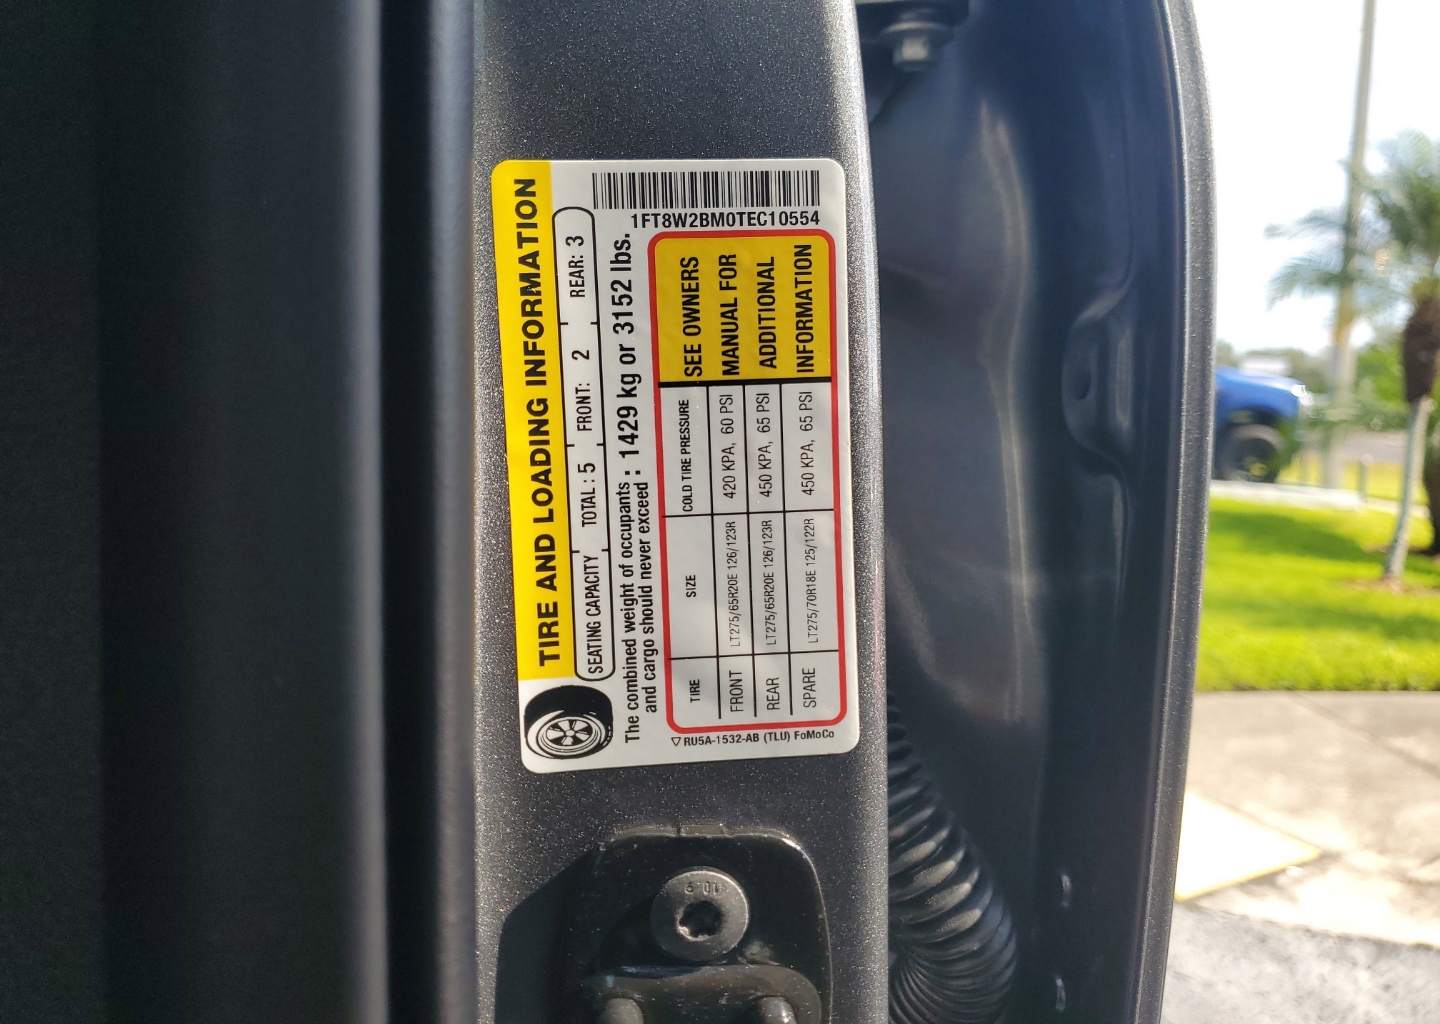 TIRE AND LOADING INFORMATION
SEATING CAPACITY TOTAL : 5 FRONT: 2 REAR: 3
The combined weight of occupants
and cargo should never exceed : 1429 kg or 3152 lbs.
TIRE SIZE COLD TIRE PRESSURE
FRONT LT275/65R20E 126/123R 420 KPA, 60 PSI
REAR LT275/65R20E 126/123R 450 KPA, 65 PSI
SPARE LT275/70R18E 125/122R 450 KPA, 65 PSI
SEE OWNERS
MANUAL FOR
ADDITIONAL
INFORMATION
1FT8W2BM0TEC10554
RU5A-1532-AB (TLU) FoMoCo
10.9